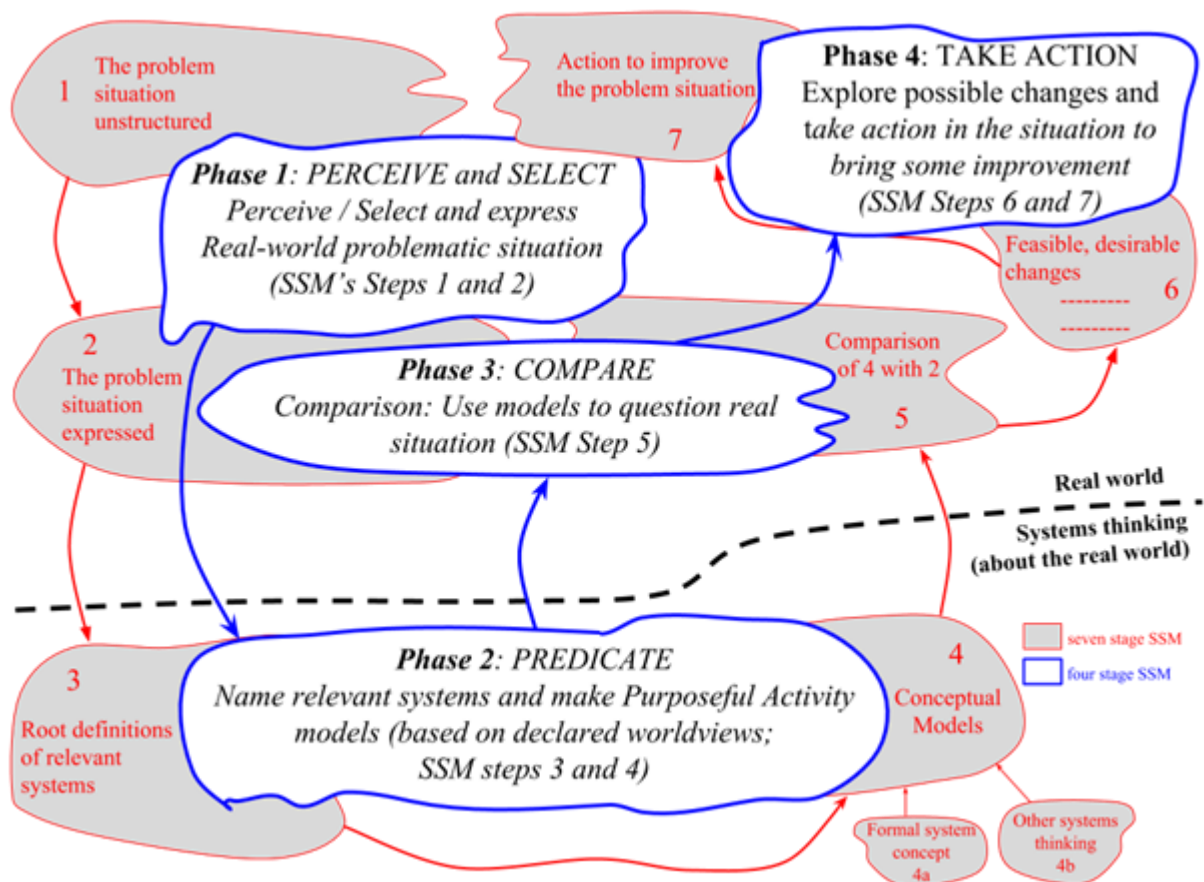 1
The problem
situation
unstructured
Action to improve
the problem situation
7
Phase 4: TAKE ACTION
Explore possible changes and
take action in the situation to
bring some improvement
(SSM Steps 6 and 7)
Phase 1: PERCEIVE and SELECT
Perceive / Select and express
Real-world problematic situation
(SSM's Steps 1 and 2)
Feasible, desirable
changes
6
---------
---------
2
The problem
situation
expressed
Phase 3: COMPARE
Comparison: Use models to question real
situation (SSM Step 5)
Comparison
of 4 with 2
5
Real world
Systems thinking
(about the real world)
3
Root definitions
of relevant
systems
Phase 2: PREDICATE
Name relevant systems and make Purposeful Activity
models (based on declared worldviews;
SSM steps 3 and 4)
4
Conceptual
Models
seven stage SSM
four stage SSM
Formal system
concept
4a
Other systems
thinking
4b